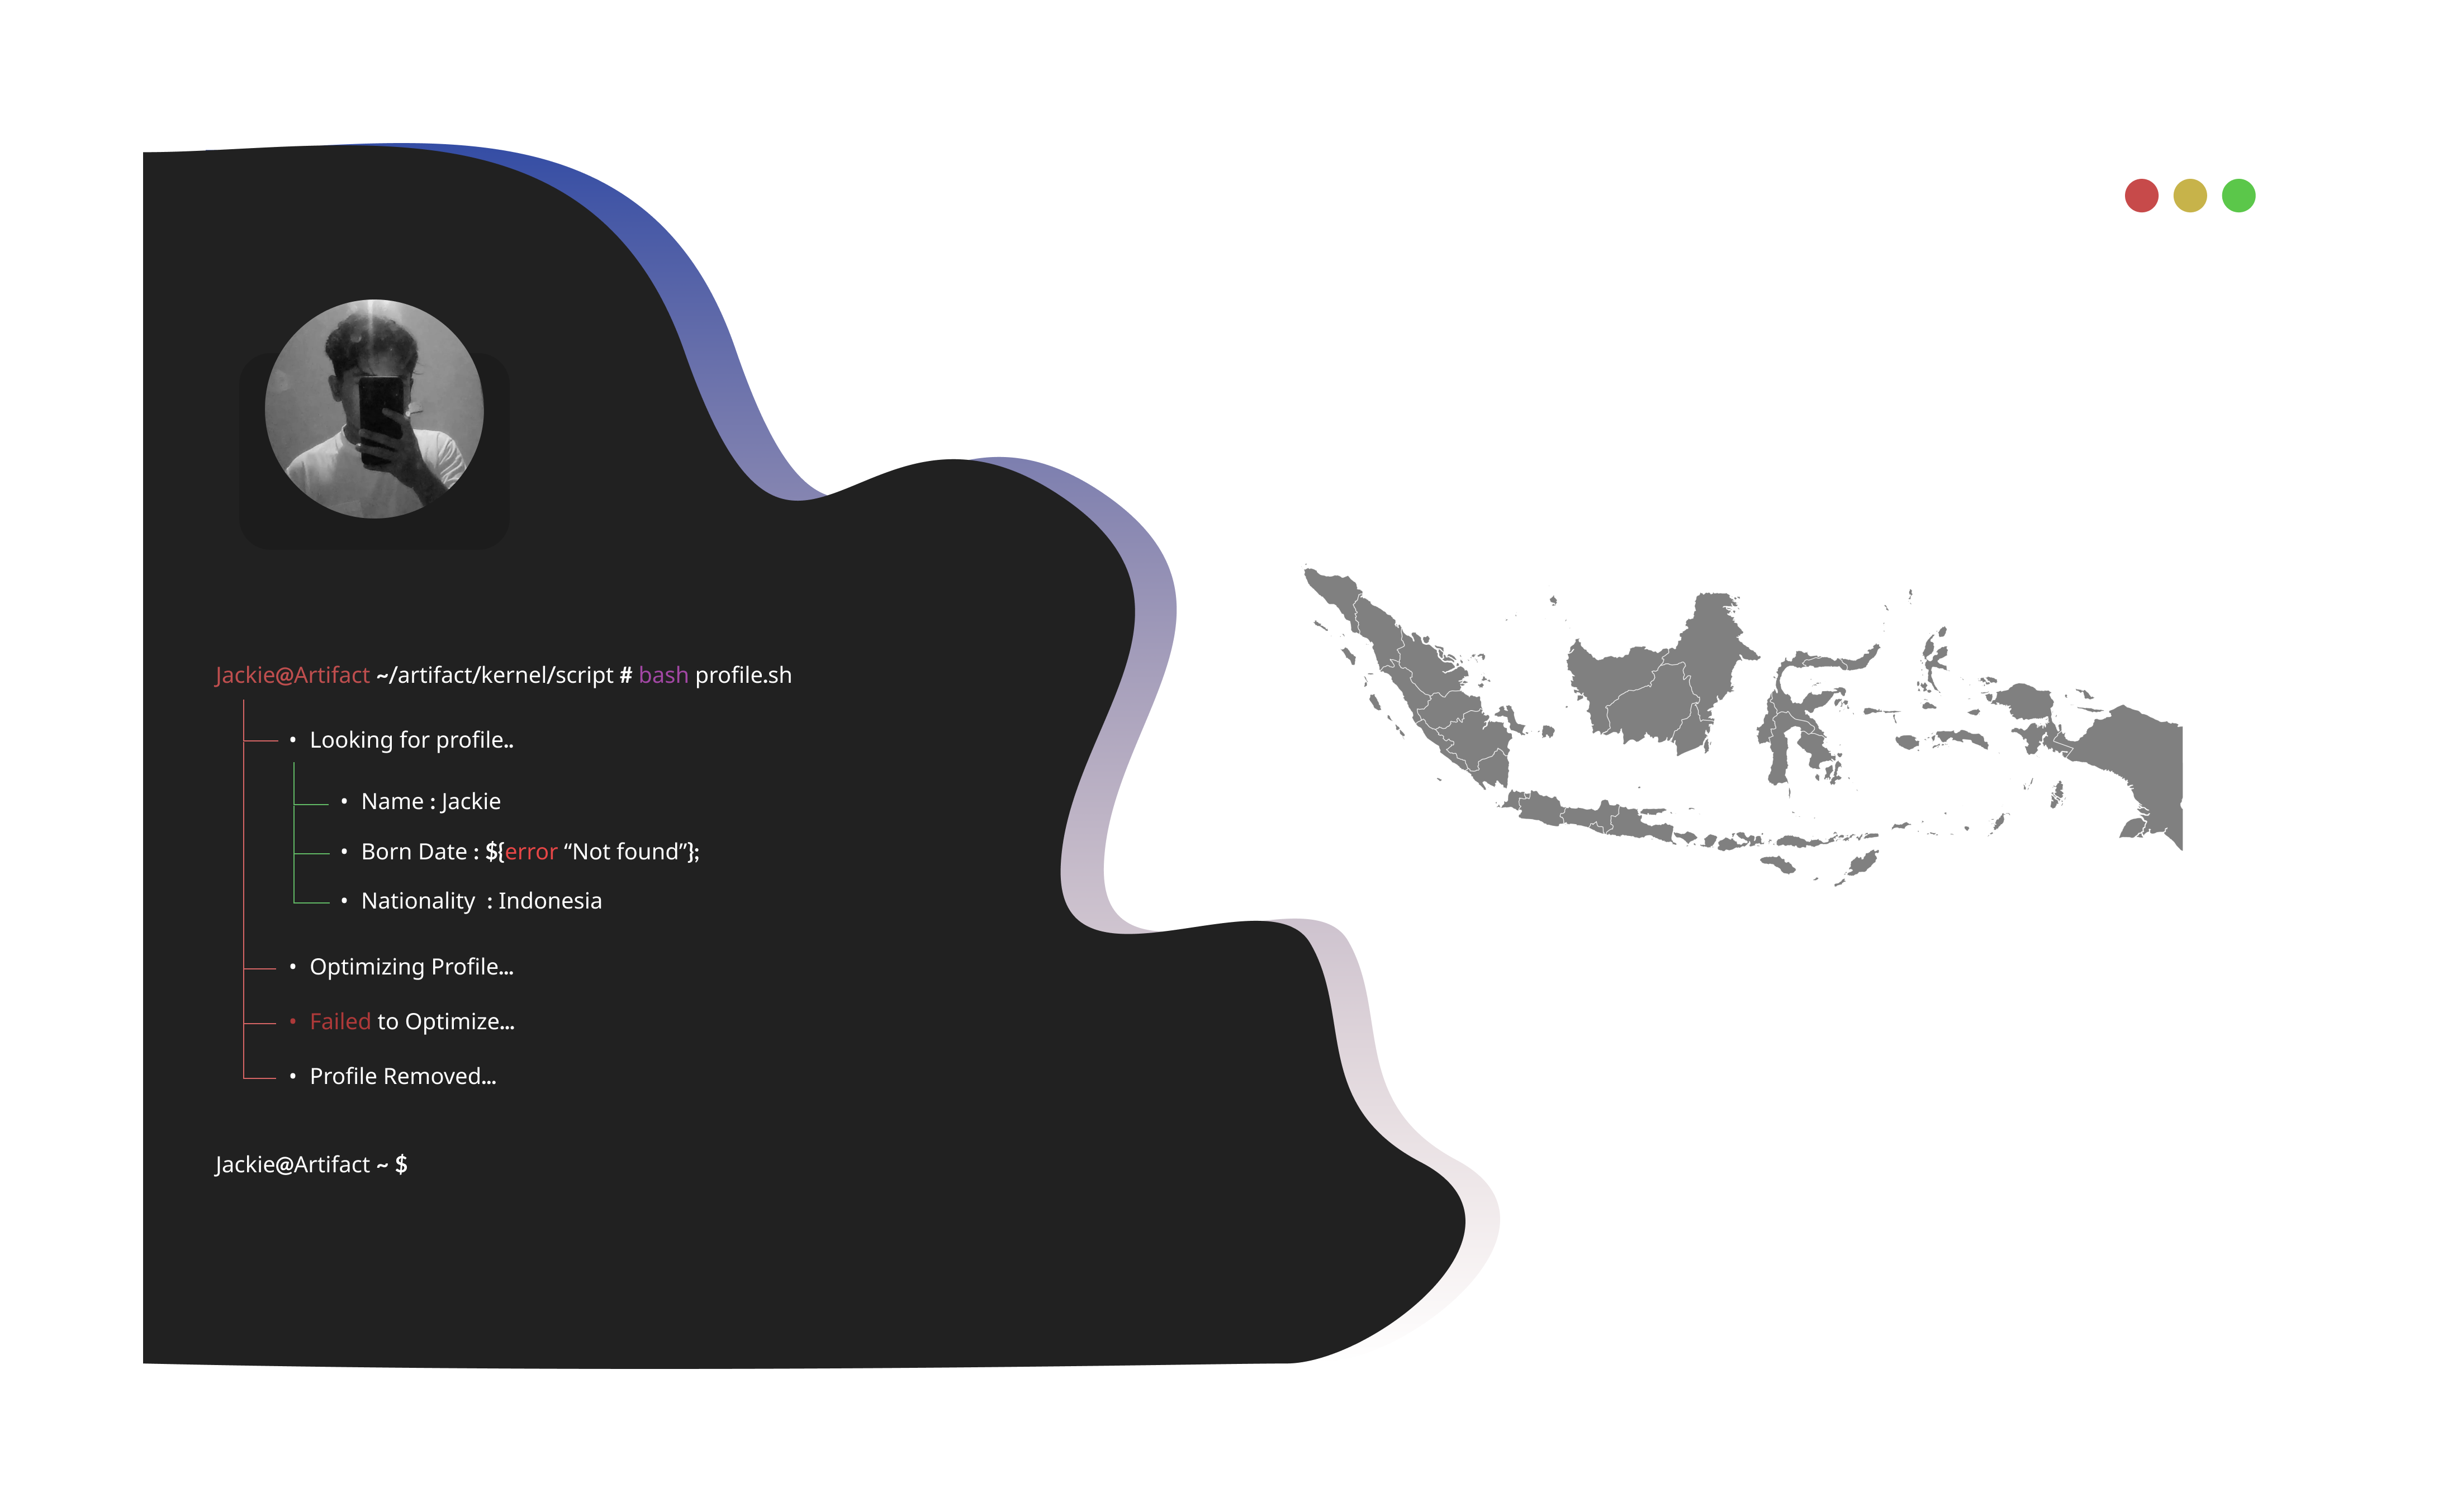 Jackie@Artifact ~/artifact/kernel/script # bash profile.sh
• Looking for profile..
• Name : Jackie
• Born Date : ${error “Not found”};
• Nationality  : Indonesia
• Optimizing Profile...
• Failed to Optimize...
• Profile Removed...
Jackie@Artifact ~ $